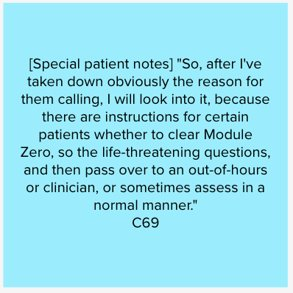 [Special patient notes] "So, after I've
taken down obviously the reason for
them calling, I will look into it, because
there are instructions for certain
patients whether to clear Module
Zero, so the life-threatening questions,
and then pass over to an out-of-hours
or clinician, or sometimes assess in a
normal manner."
C69